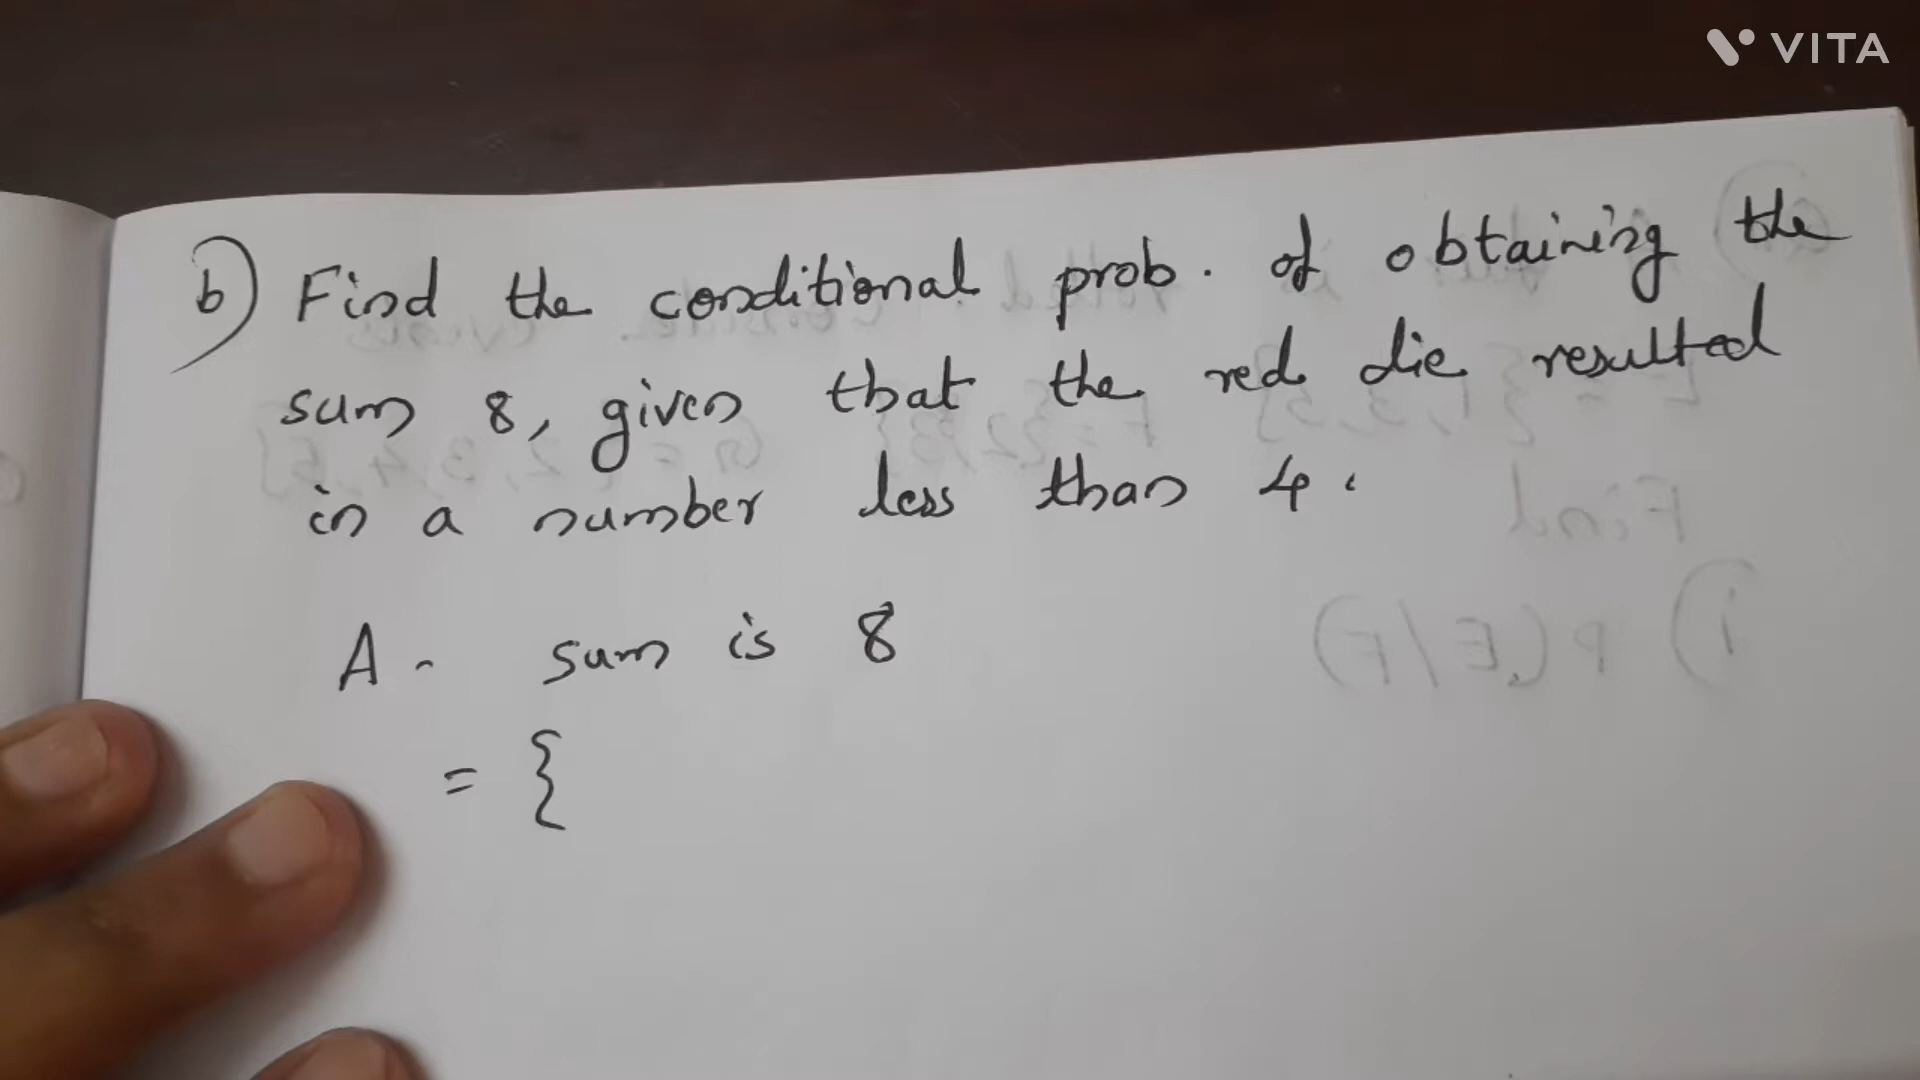 VITA
b) Find the conditional prob. of obtaining the
sum 8, given that the red die resulted
in a number less than 4.
A - sum is 8
= {